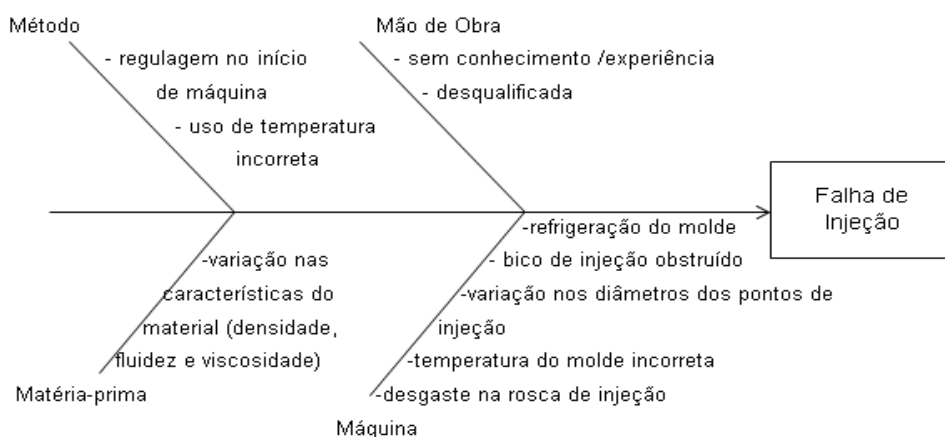 Método
- regulagem no início
de máquina
- uso de temperatura
incorreta
Mão de Obra
- sem conhecimento /experiência
- desqualificada
Falha de
Injeção
-variação nas
características do
material (densidade,
fluidez e viscosidade)
Matéria-prima
-refrigeração do molde
- bico de injeção obstruído
-variação nos diâmetros dos pontos de
injeção
-temperatura do molde incorreta
-desgaste na rosca de injeção
Máquina